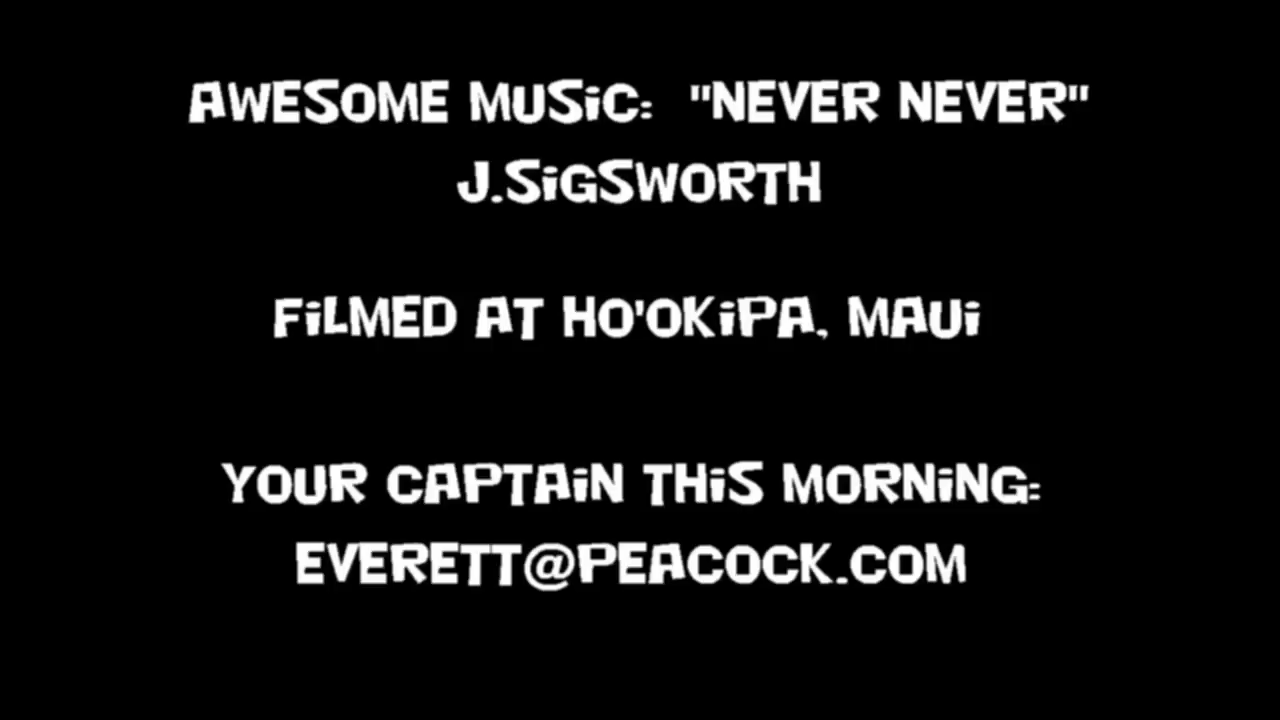 AWESOME MUSiC:  "NEVER NEVER"
J.SiGSWORTH
FiLMED AT HO'OKiPA, MAUi
YOUR CAPTAiN THiS MORNiNG:
EVERETT@PEACOCK.COM